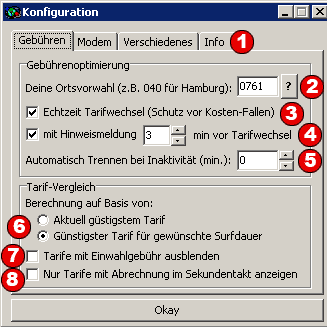 Konfiguration
Gebühren Modem Verschiedenes Info 1
Gebührenoptimierung
Deine Ortsvorwahl (z.B. 040 für Hamburg): 0761 ? 2
Echtzeit Tarifwechsel (Schutz vor Kosten-Fallen) 3
mit Hinweismeldung 3 min vor Tarifwechsel 4
Automatisch Trennen bei Inaktivität (min.): 0 5
Tarif-Vergleich
Berechnung auf Basis von:
6 Aktuell güstigstem Tarif
Günstigster Tarif für gewünschte Surfdauer
7 Tarife mit Einwahlgebühr ausblenden
8 Nur Tarife mit Abrechnung im Sekundentakt anzeigen
Okay